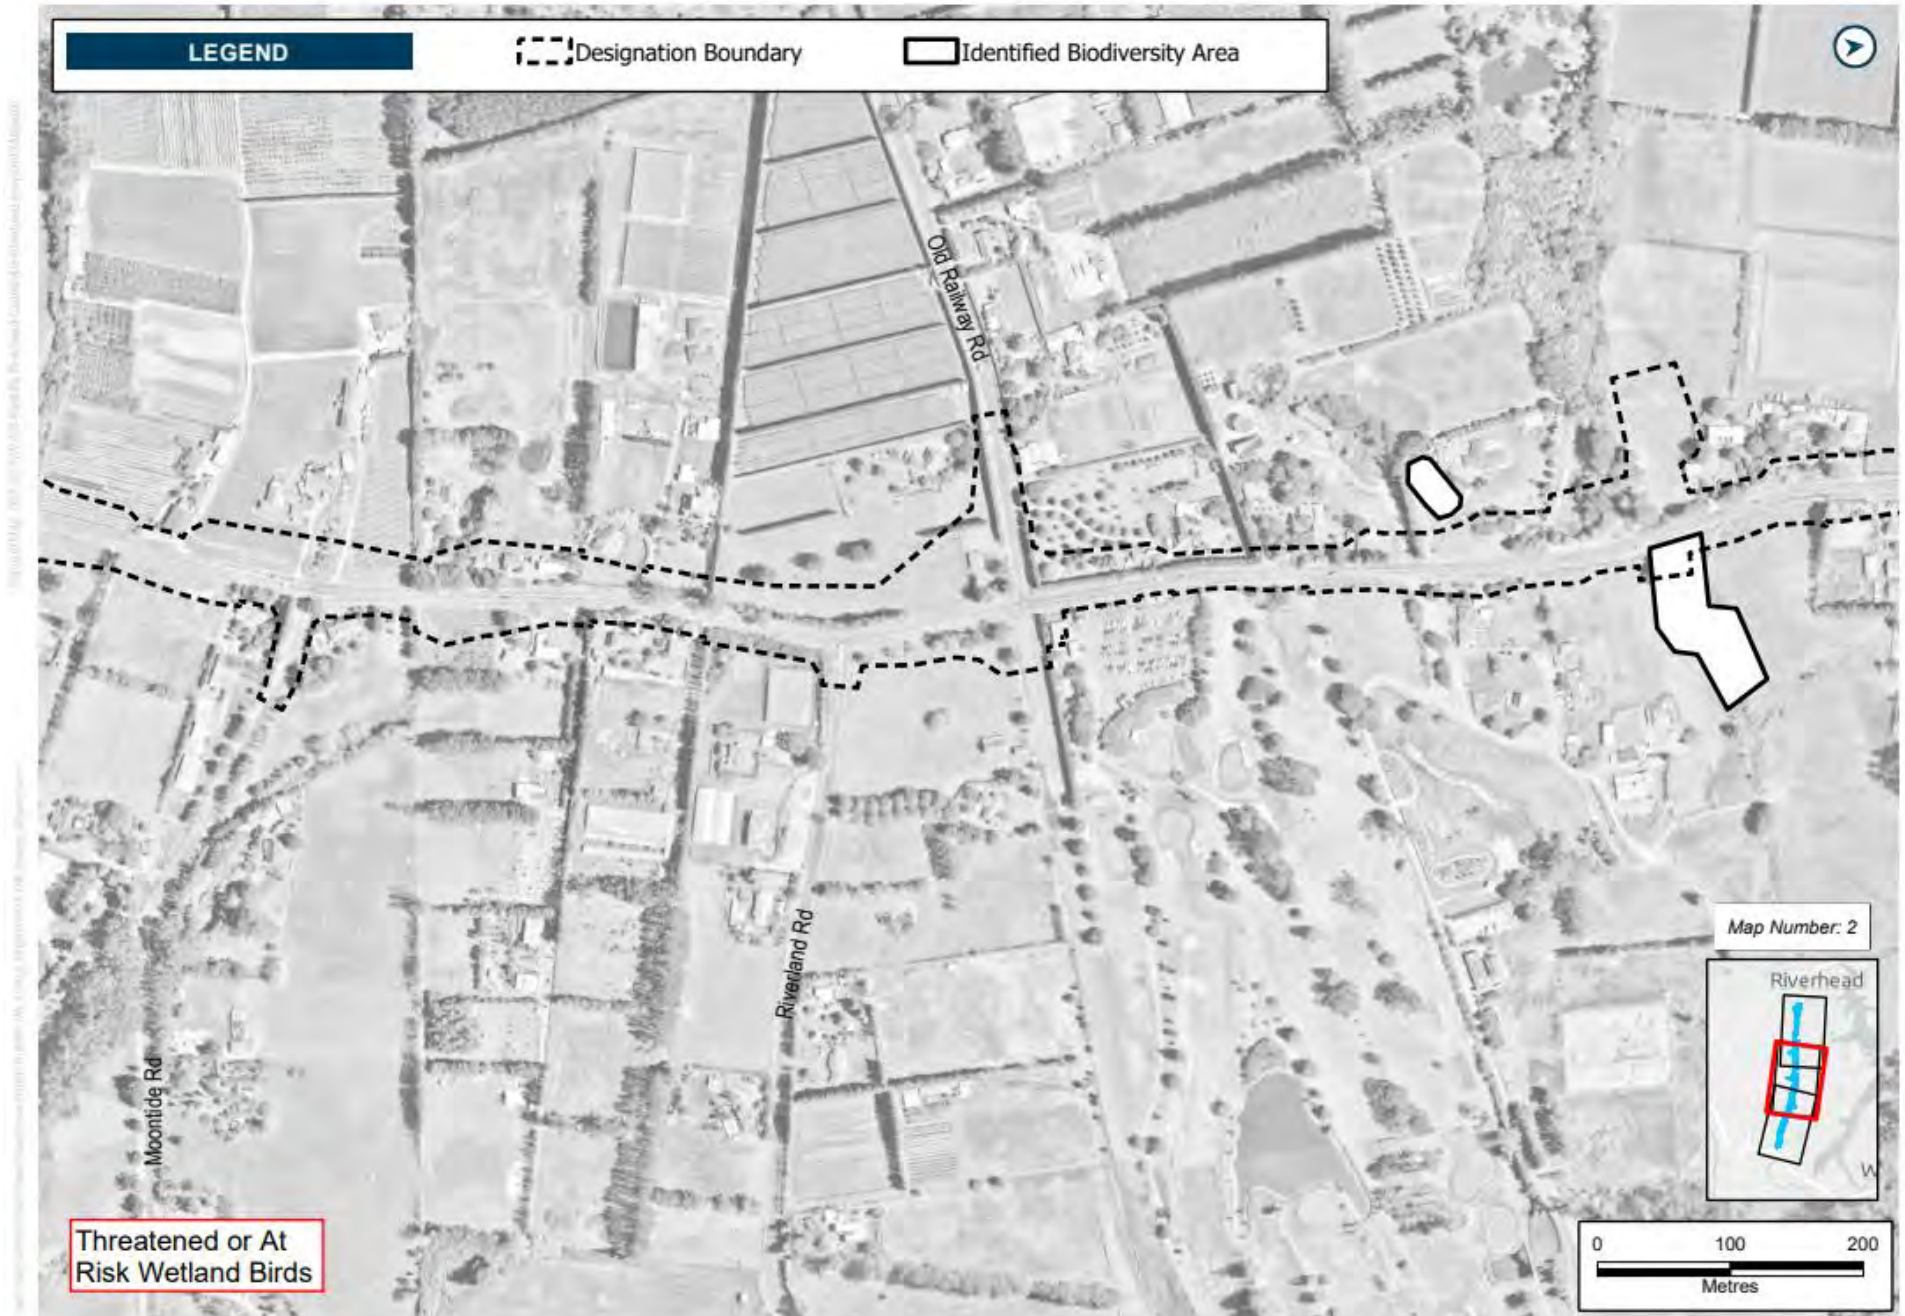 LEGEND
Designation Boundary
Identified Biodiversity Area
Old Railway Rd
Riverland Rd
Moontide Rd
Map Number: 2
Riverhead
W
Threatened or At
Risk Wetland Birds
0 100 200
Metres